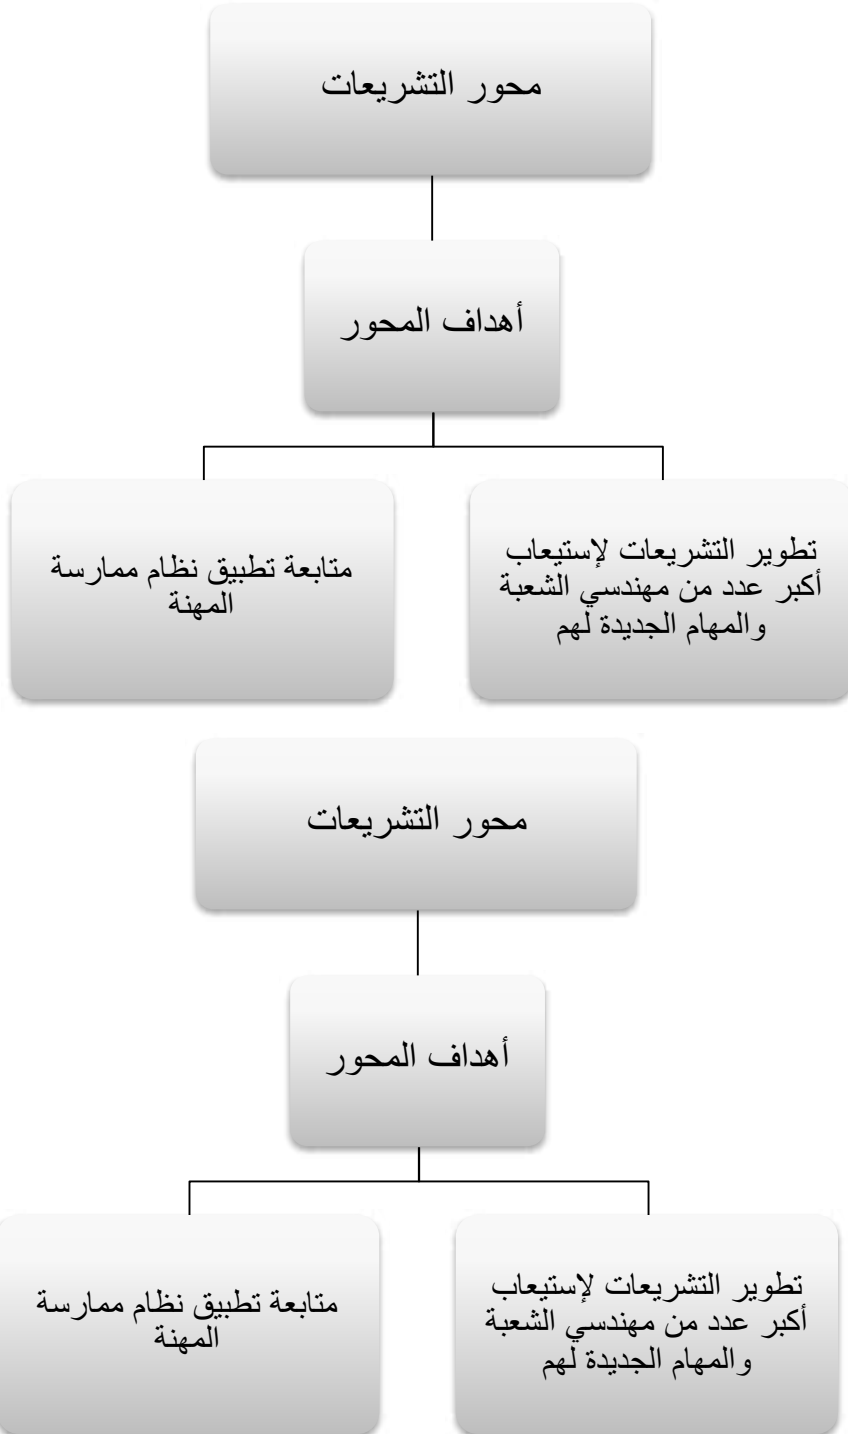 محور التشريعات
أهداف المحور
تطوير التشريعات لإستيعاب
أكبر عدد من مهندسي الشعبة
والمهام الجديدة لهم
متابعة تطبيق نظام ممارسة
المهنة
محور التشريعات
أهداف المحور
تطوير التشريعات لإستيعاب
أكبر عدد من مهندسي الشعبة
والمهام الجديدة لهم
متابعة تطبيق نظام ممارسة
المهنة